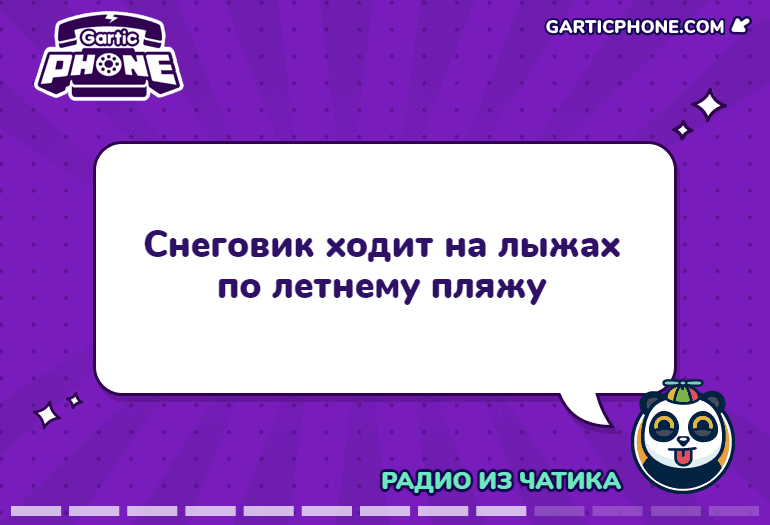 Gartic
PHONE
GARTICPHONE.COM
Снеговик ходит на лыжах
по летнему пляжу
РАДИО ИЗ ЧАТИКА